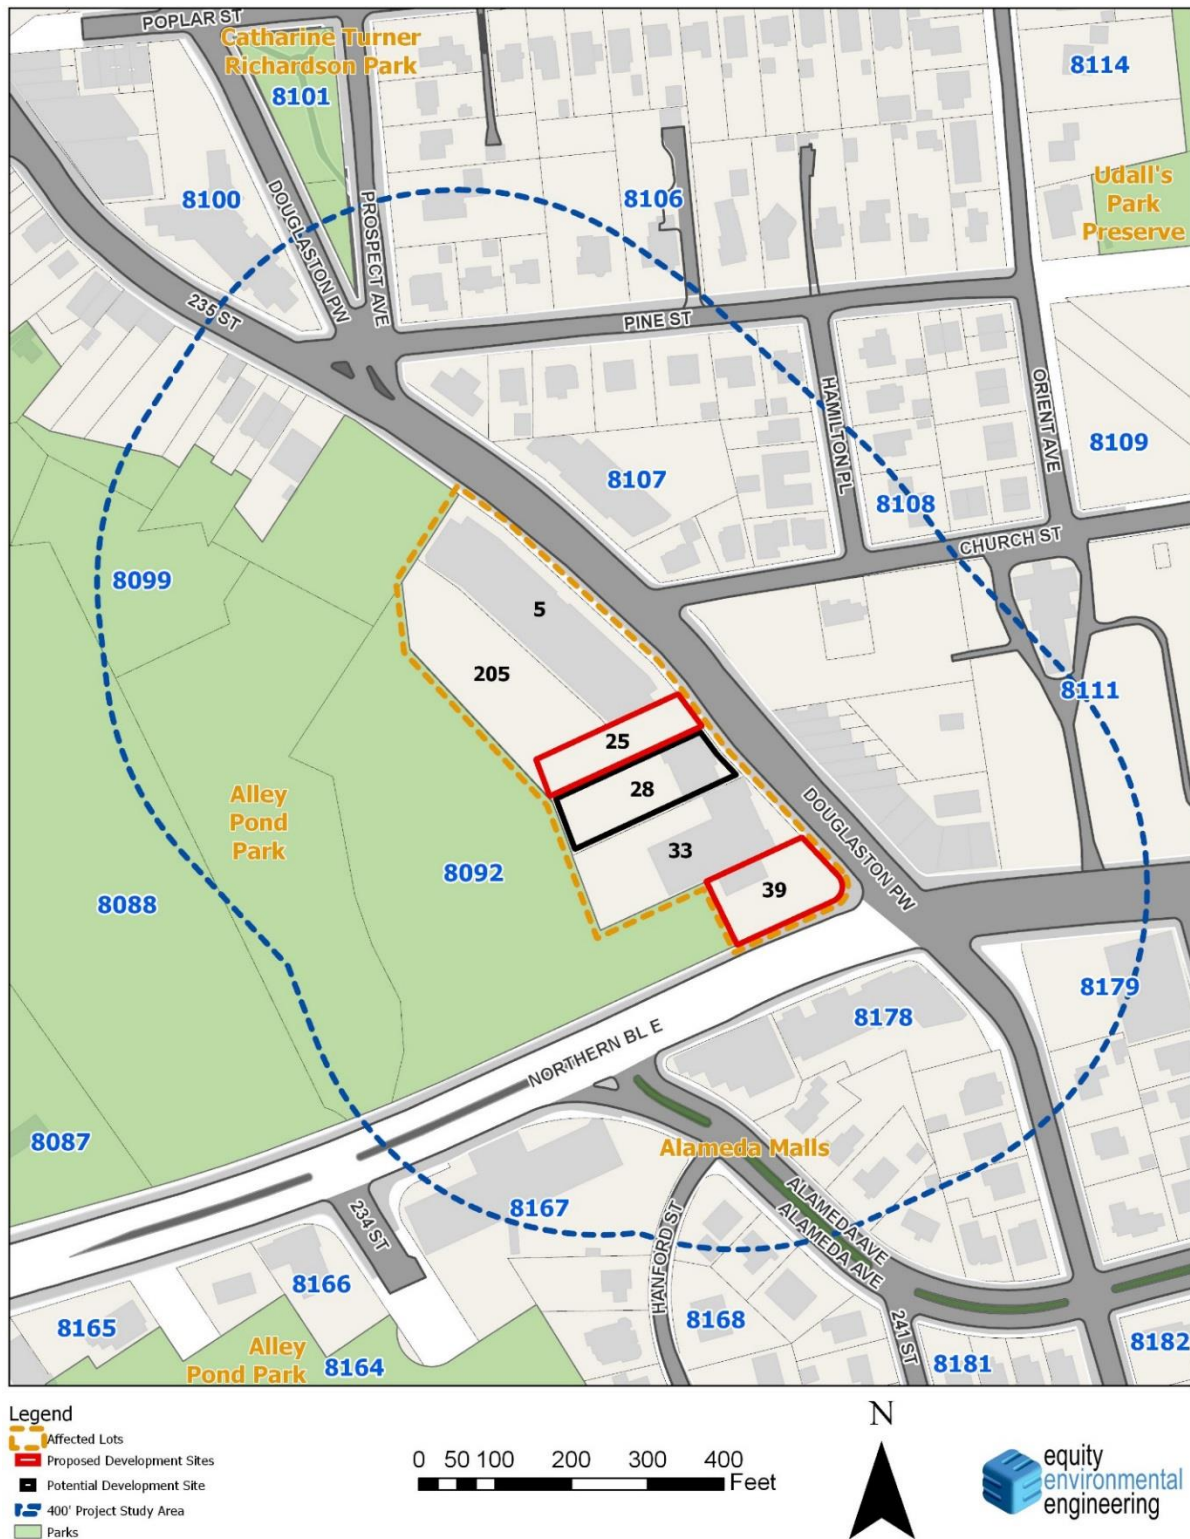 POPLAR ST
Catharine Turner
Richardson Park
8101
8114
8100
DOUGLASTON PW
PROSPECT AVE
8106
Udall's
Park
Preserve
235 ST
PINE ST
HAMILTON PL
ORIENT AVE
8109
8107
8108
CHURCH ST
8099
5
205
8111
25
28
Alley
Pond
Park
DOUGLASTON PW
33
8092
39
8088
8179
8178
NORTHERN BL E
8087
Alameda Malls
ALAMEDA AVE
ALAMEDA AVE
234 ST
8167
HANFORD ST
8166
8165
8168
241 ST
8182
Alley
Pond Park
8164
8181
Legend
Affected Lots
Proposed Development Sites
Potential Development Site
400' Project Study Area
Parks
0 50 100 200 300 400
Feet
N
equity
environmental
engineering